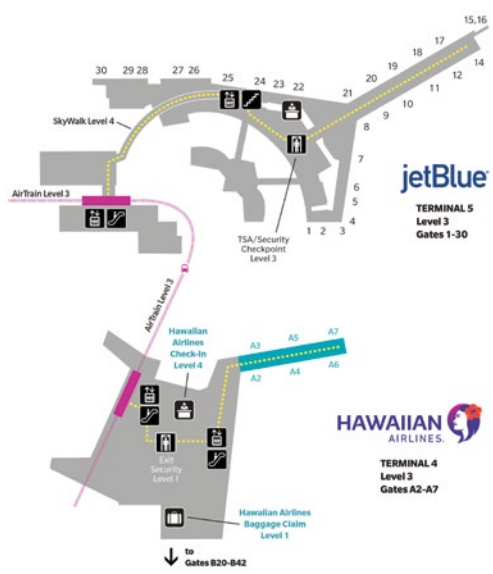 15,16
17
18
19
20
14
12
11
10
9
8
21
30
29
28
27
26
25
24
23
22
SkyWalk Level 4
7
6
5
4
3
2
1
jetBlue
AirTrain Level 3
TERMINAL 5
Level 3
Gates 1-30
TSA/Security
Checkpoint
Level 3
AirTrain Level 3
Hawaiian
Airlines
Check-In
Level 4
A3
A5
A7
A2
A4
A6
HAWAIIAN
AIRLINES.
Exit
Security
Level 1
TERMINAL 4
Level 3
Gates A2-A7
Hawaiian Airlines
Baggage Claim
Level 1
to
Gates B20-B42